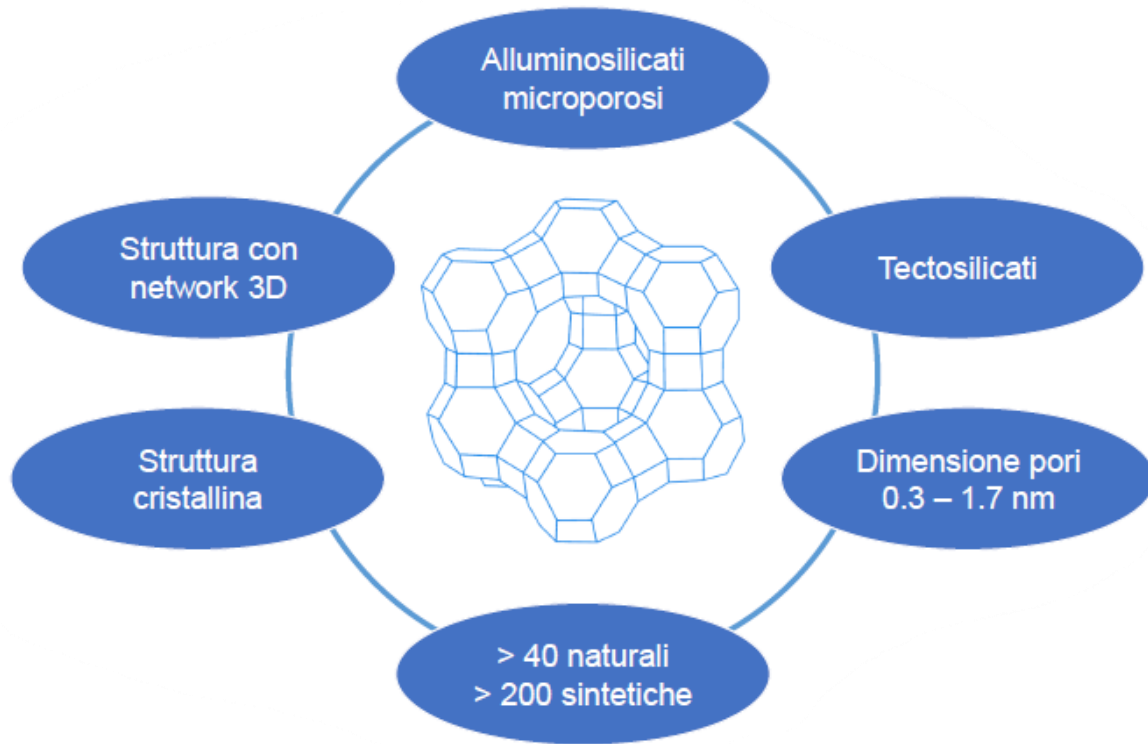 Alluminosilicati
microporosi
Struttura con
network 3D
Tectosilicati
Struttura
cristallina
Dimensione pori
0.3 – 1.7 nm
> 40 naturali
> 200 sintetiche